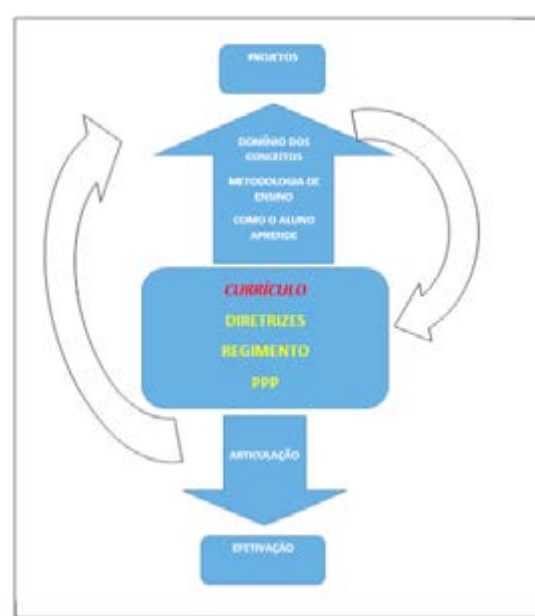 PROJETOS
DOMÍNIO DOS
CONCEITOS
METODOLOGIA DE
ENSINO
COMO O ALUNO
APRENDE
CURRÍCULO
DIRETRIZES
REGIMENTO
PPP
ARTICULAÇÃO
EFETIVAÇÃO